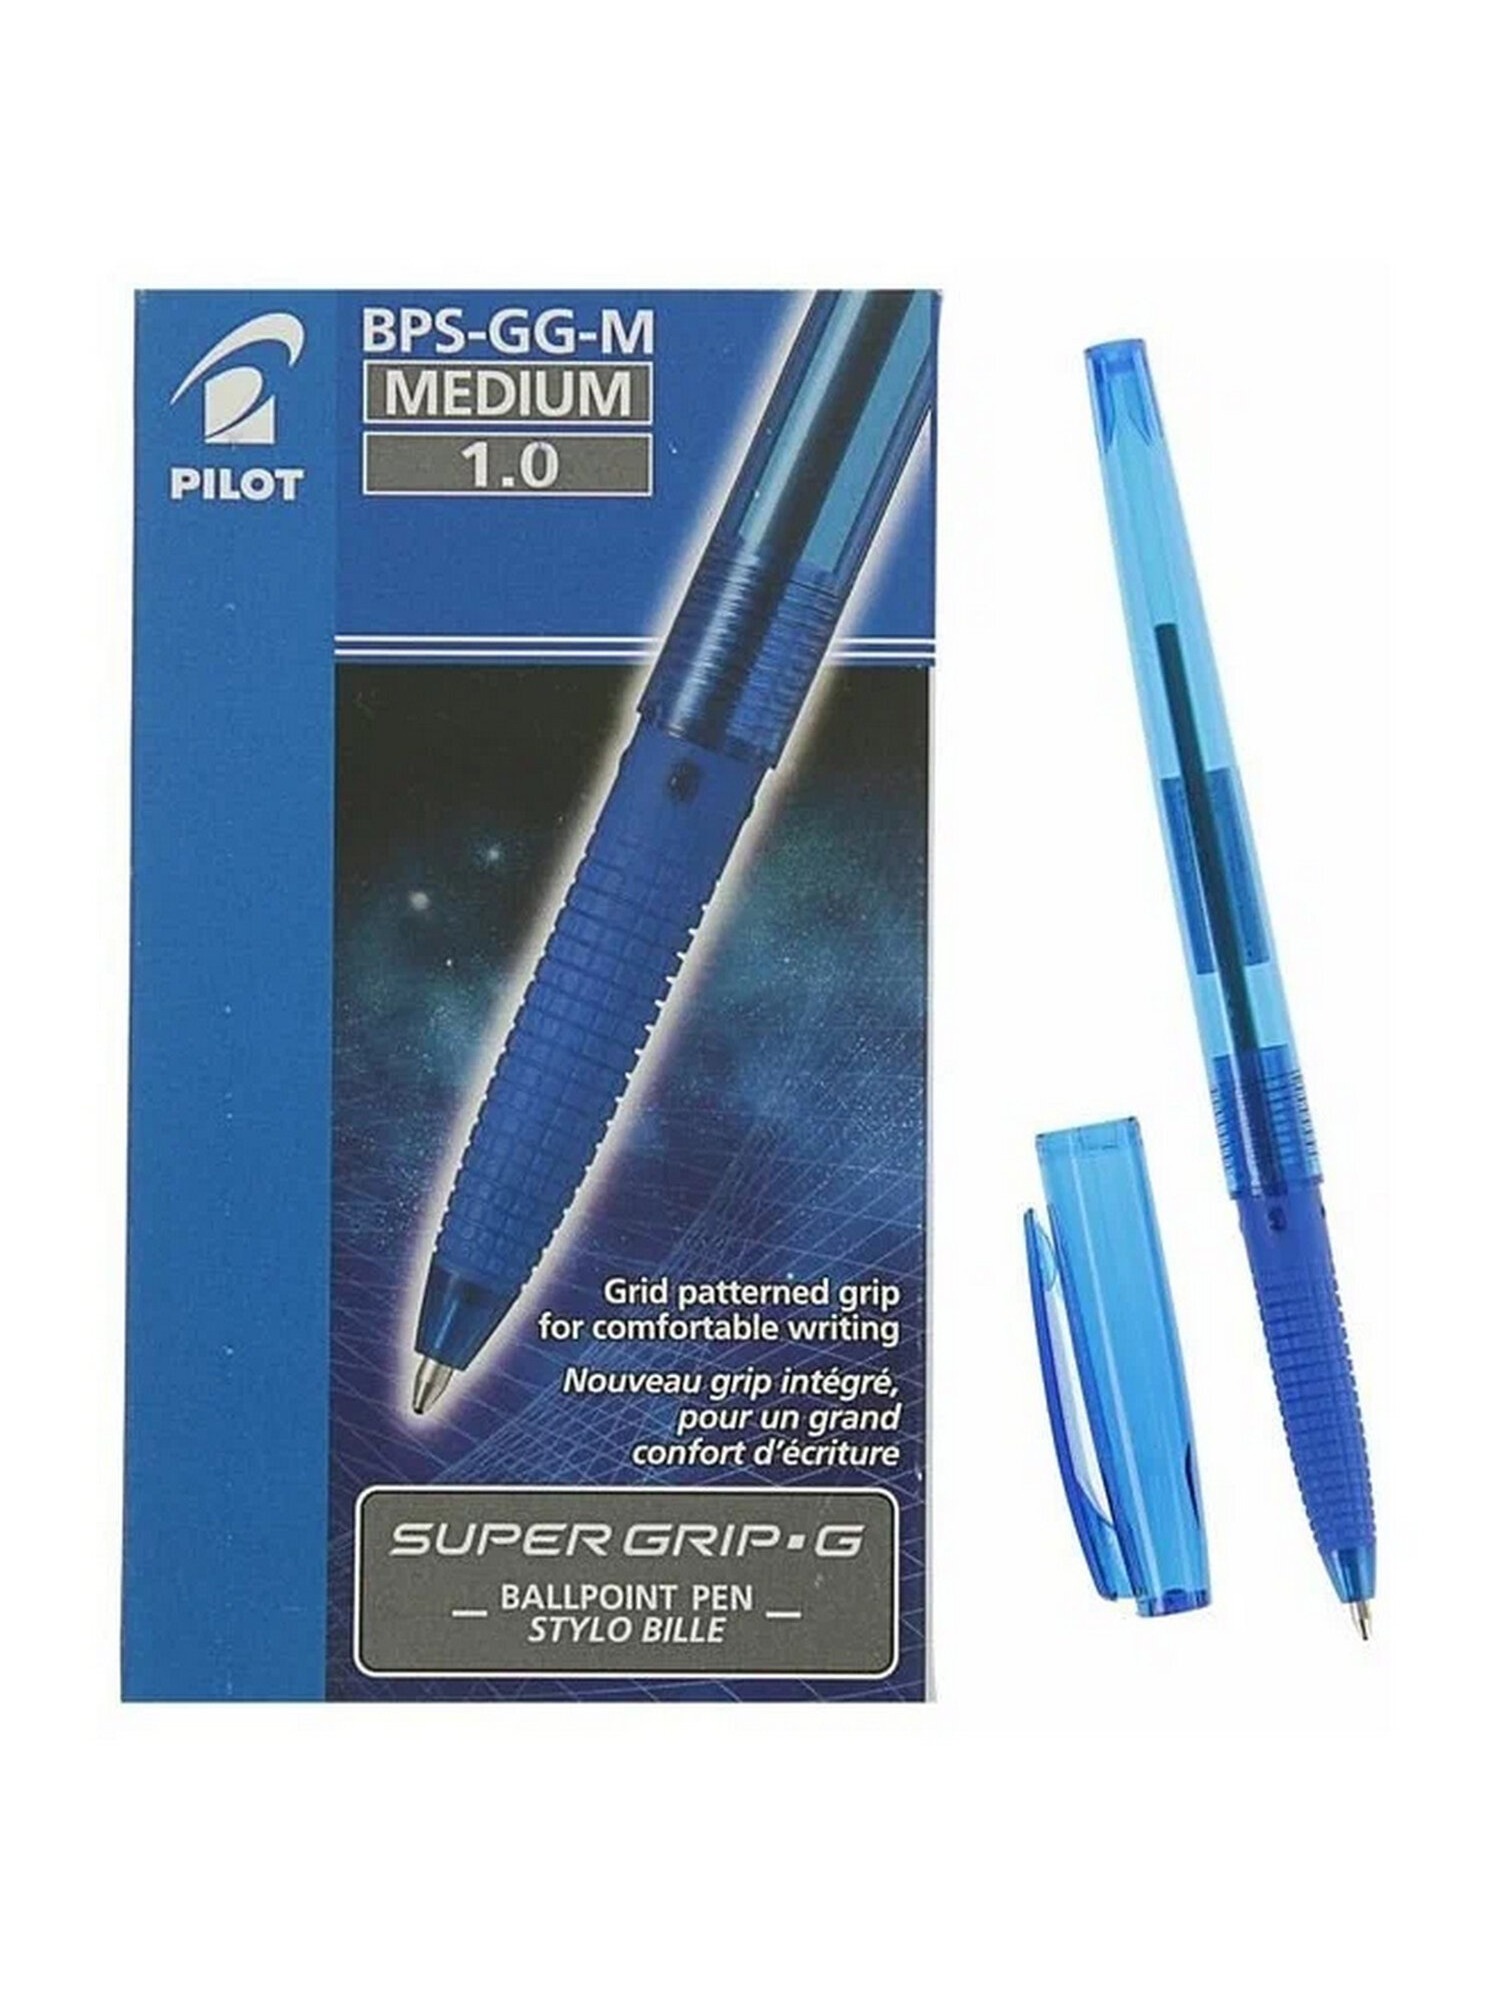 PILOT
BPS-GG-M
MEDIUM
1.0
Grid patterned grip
for comfortable writing
Nouveau grip intégré,
pour un grand
confort d'écriture
SUPER GRIP·G
BALLPOINT PEN
STYLO BILLE